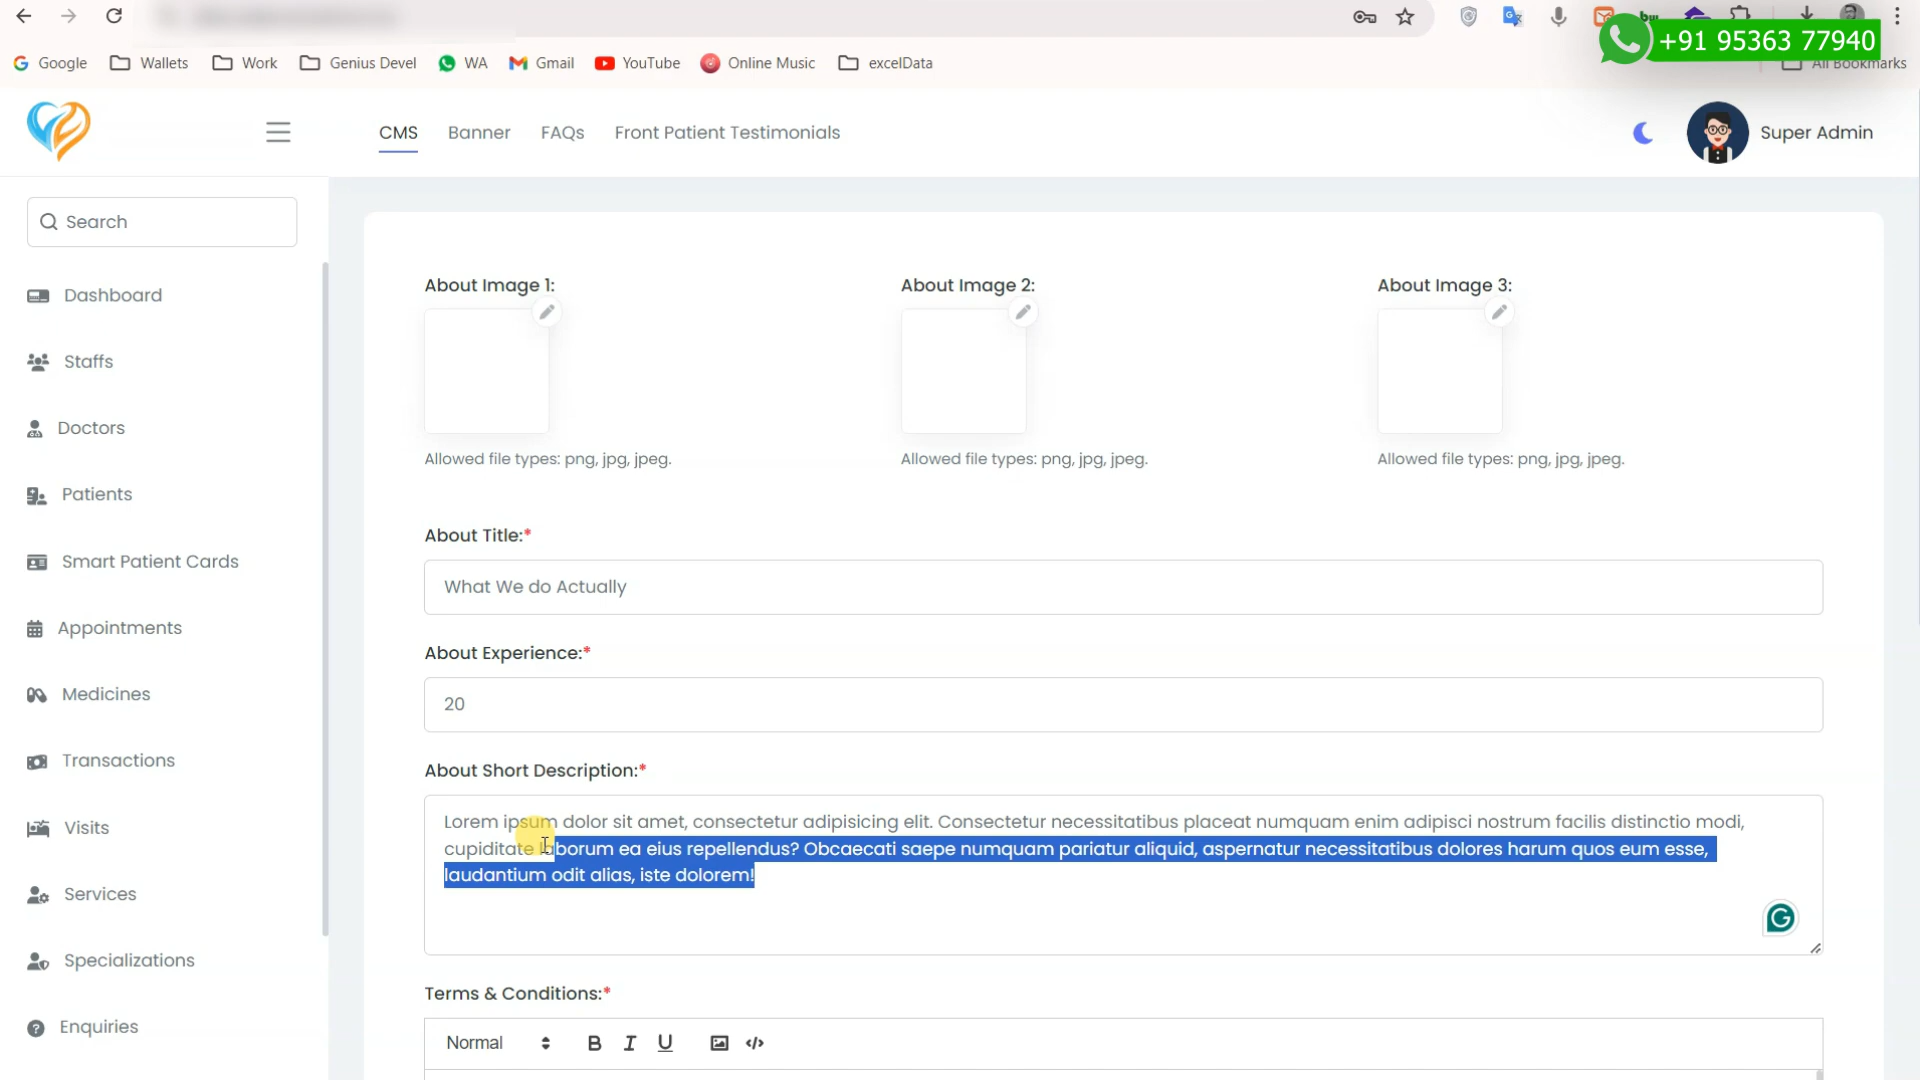 +91 95363 77940
Google
Wallets
Work
Genius Devel
WA
Gmail
YouTube
Online Music
excelData
All Bookmarks
CMS
Banner
FAQs
Front Patient Testimonials
Super Admin
Search
Dashboard
Staffs
Doctors
Patients
Smart Patient Cards
Appointments
Medicines
Transactions
Visits
Services
Specializations
Enquiries
About Image 1:
About Image 2:
About Image 3:
Allowed file types: png, jpg, jpeg.
Allowed file types: png, jpg, jpeg.
Allowed file types: png, jpg, jpeg.
About Title:*
What We do Actually
About Experience:*
20
About Short Description:*
Lorem ipsum dolor sit amet, consectetur adipisicing elit. Consectetur necessitatibus placeat numquam enim adipisci nostrum facilis distinctio modi,
cupiditate laborum ea eius repellendus? Obcaecati saepe numquam pariatur aliquid, aspernatur necessitatibus dolores harum quos eum esse,
laudantium odit alias, iste dolorem!
Terms & Conditions:*
Normal
B I U